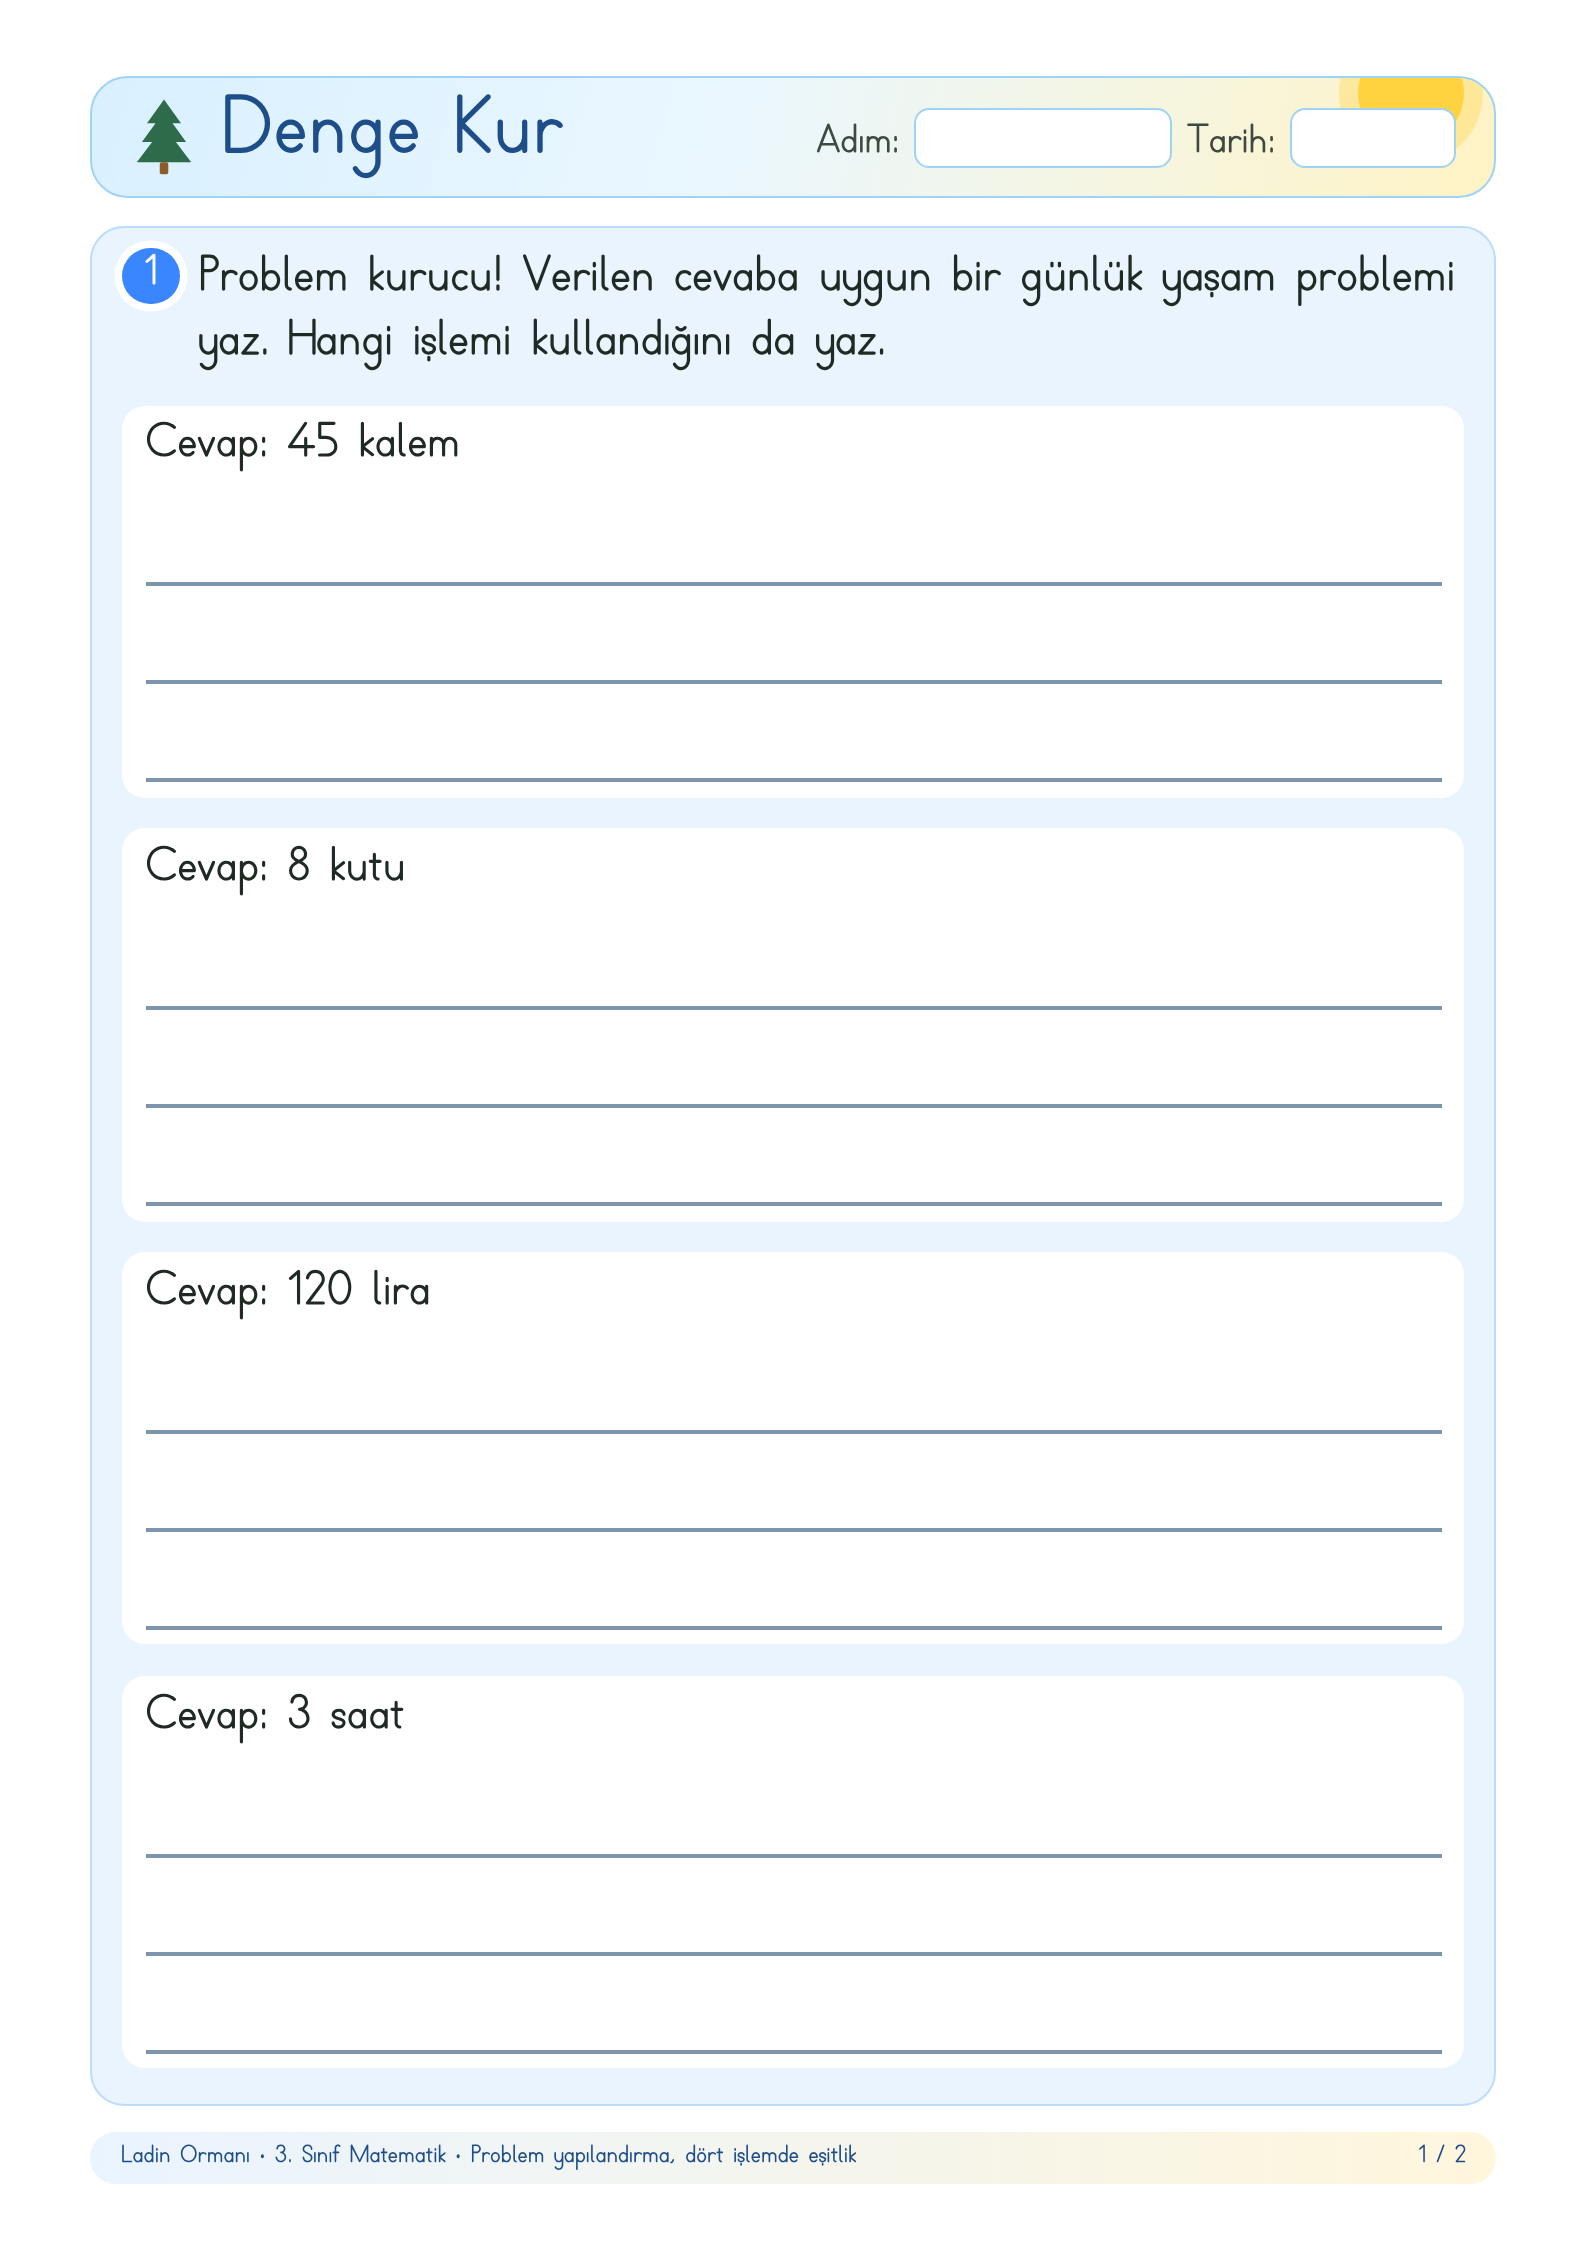 Denge Kur
Adım:
Tarih:
1
Problem kurucu! Verilen cevaba uygun bir günlük yaşam problemi
yaz. Hangi işlemi kullandığını da yaz.
Cevap: 45 kalem
Cevap: 8 kutu
Cevap: 120 lira
Cevap: 3 saat
Ladin Ormanı • 3. Sınıf Matematik • Problem yapılandırma, dört işlemde eşitlik
1 / 2